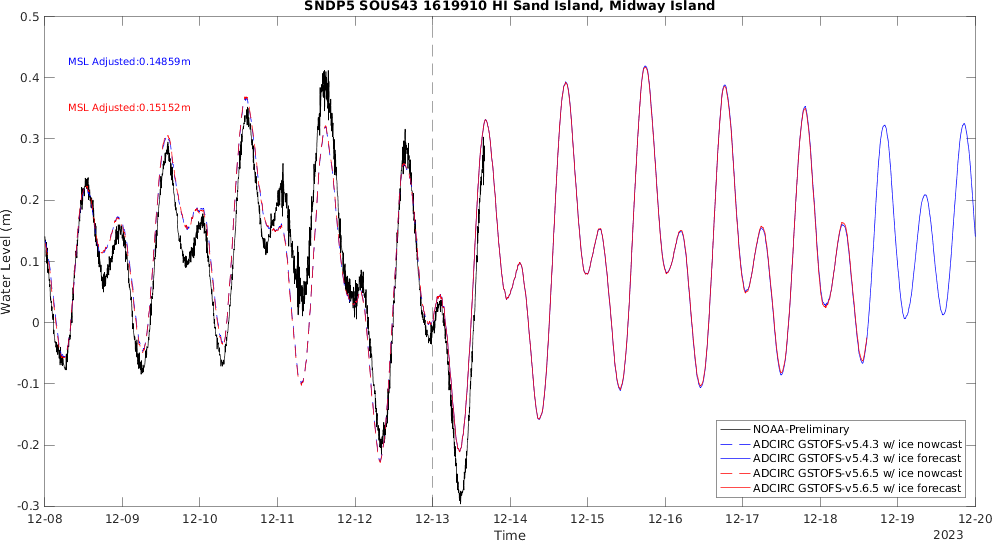 SNDP5 SOUS43 1619910 HI Sand Island, Midway Island
0.5
0.4
0.3
0.2
0.1
0
-0.1
-0.2
-0.3
Water Level (m)
MSL Adjusted:0.14859m
MSL Adjusted:0.15152m
NOAA-Preliminary
ADCIRC GSTOFS-v5.4.3 w/ ice nowcast
ADCIRC GSTOFS-v5.4.3 w/ ice forecast
ADCIRC GSTOFS-v5.6.5 w/ ice nowcast
ADCIRC GSTOFS-v5.6.5 w/ ice forecast
12-08 12-09 12-10 12-11 12-12 12-13 12-14 12-15 12-16 12-17 12-18 12-19 12-20
Time
2023